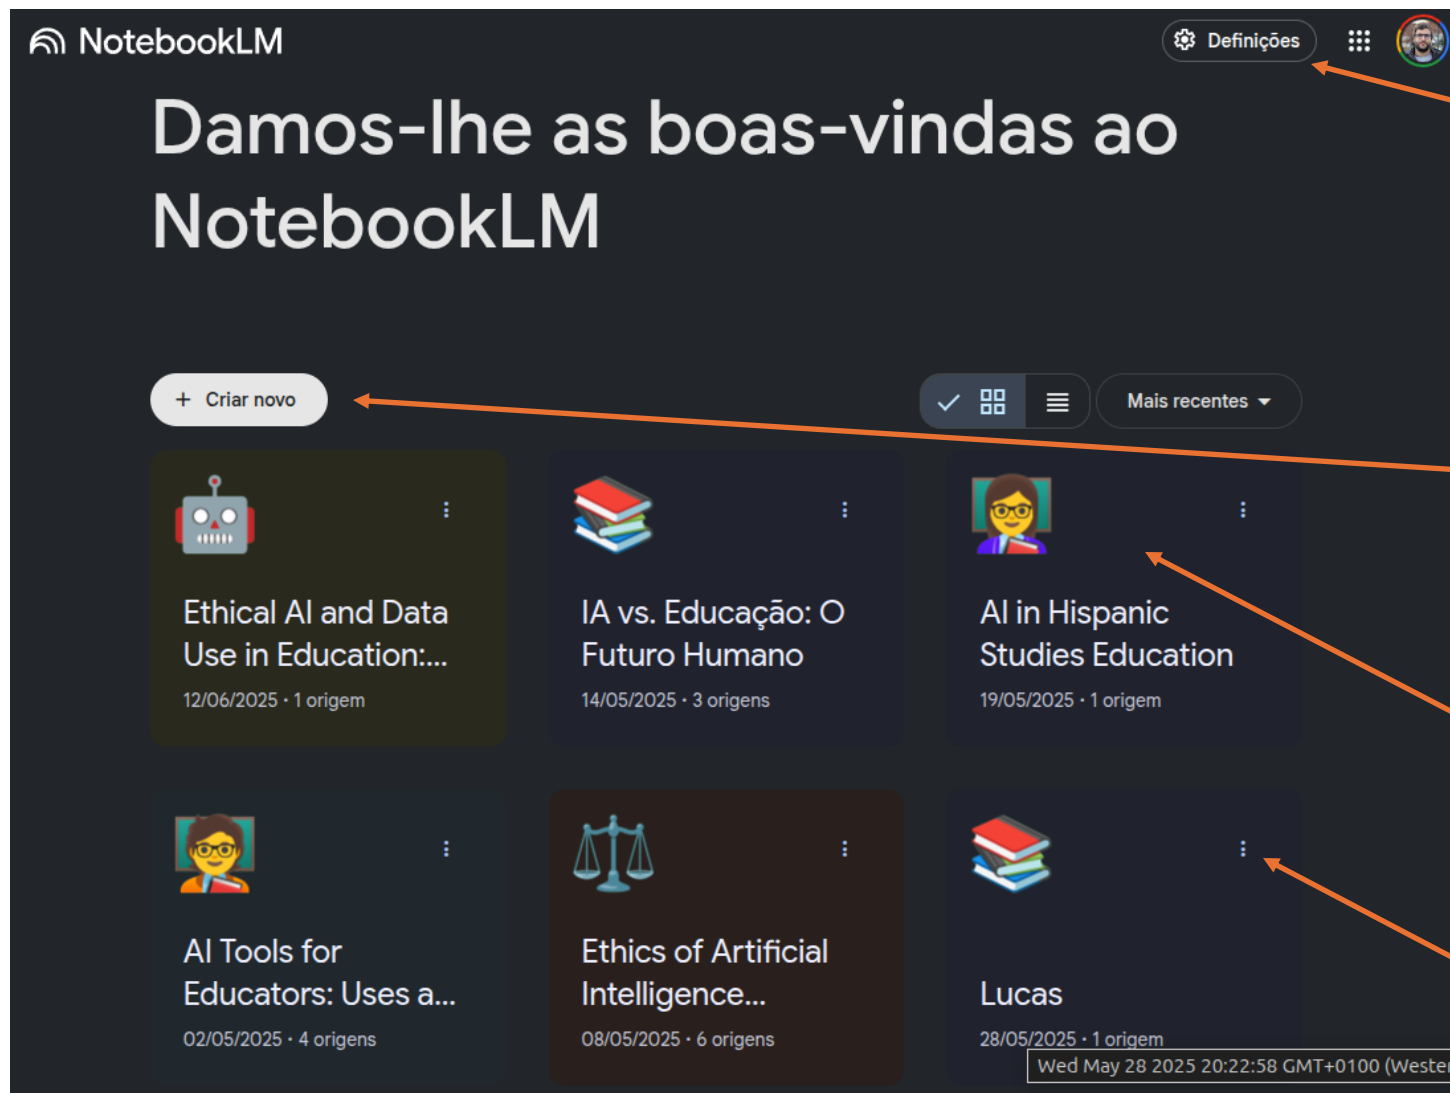 NotebookLM
Definições
Damos-lhe as boas-vindas ao
NotebookLM
+ Criar novo
Mais recentes
Ethical AI and Data
Use in Education:...
12/06/2025 · 1 origem
IA vs. Educação: O
Futuro Humano
14/05/2025 · 3 origens
AI in Hispanic
Studies Education
19/05/2025 · 1 origem
AI Tools for
Educators: Uses a...
02/05/2025 · 4 origens
Ethics of Artificial
Intelligence...
08/05/2025 · 6 origens
Lucas
28/05/2025 · 1 origem
Wed May 28 2025 20:22:58 GMT+0100 (Wester